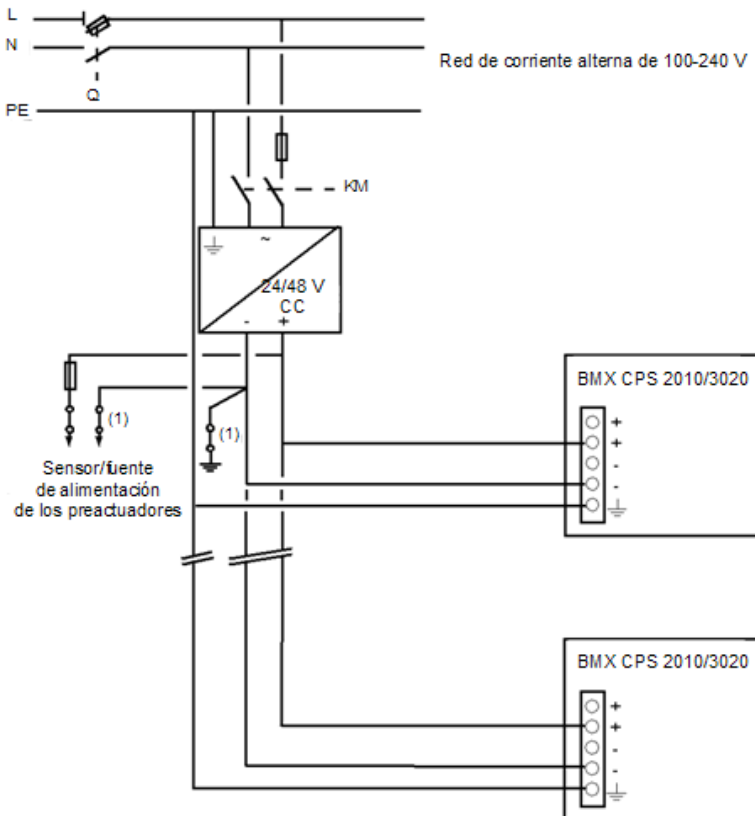 L
N
Red de corriente alterna de 100-240 V
Q
PE
KM
~
24/48 V
CC
- +
BMX CPS 2010/3020
(1)
(1)
+
+
-
-
Sensor/fuente
de alimentación
de los preactuadores
BMX CPS 2010/3020
+
+
-
-